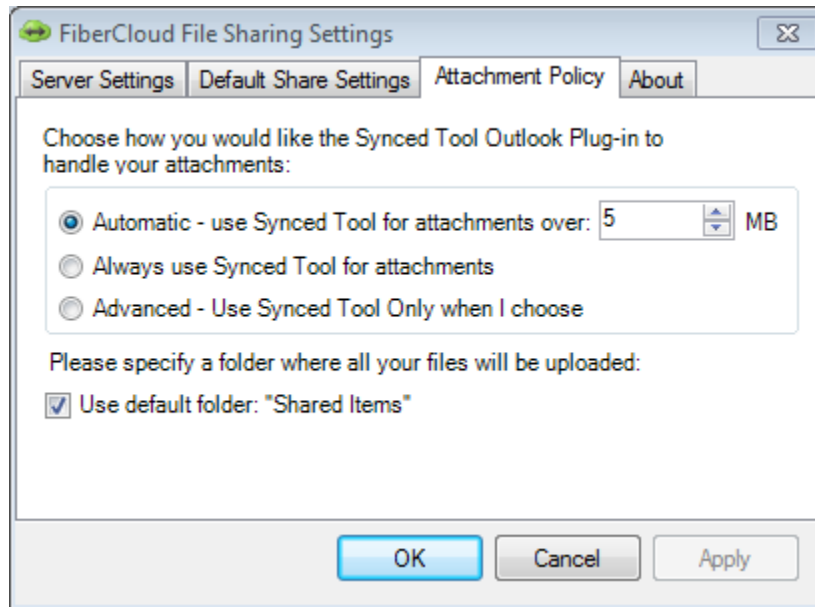 FiberCloud File Sharing Settings
Server Settings Default Share Settings Attachment Policy About
Choose how you would like the Synced Tool Outlook Plug-in to
handle your attachments:
Automatic - use Synced Tool for attachments over: 5 MB
Always use Synced Tool for attachments
Advanced - Use Synced Tool Only when I choose
Please specify a folder where all your files will be uploaded:
Use default folder: "Shared Items"
OK Cancel Apply